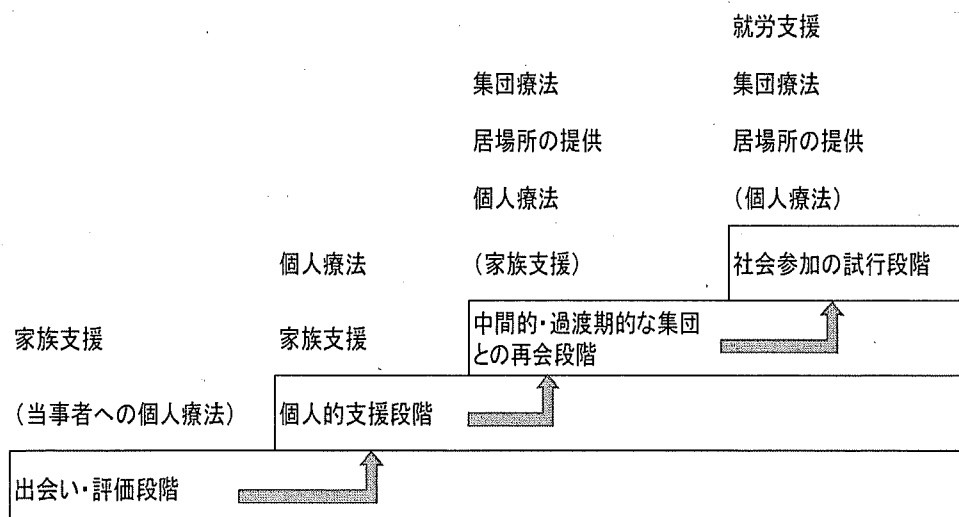 就労支援
集団療法
集団療法
居場所の提供
居場所の提供
個人療法
（個人療法）
個人療法
（家族支援）
社会参加の試行段階
家族支援
家族支援
中間的・過渡期的な集団
との再会段階
（当事者への個人療法）
個人的支援段階
出会い・評価段階